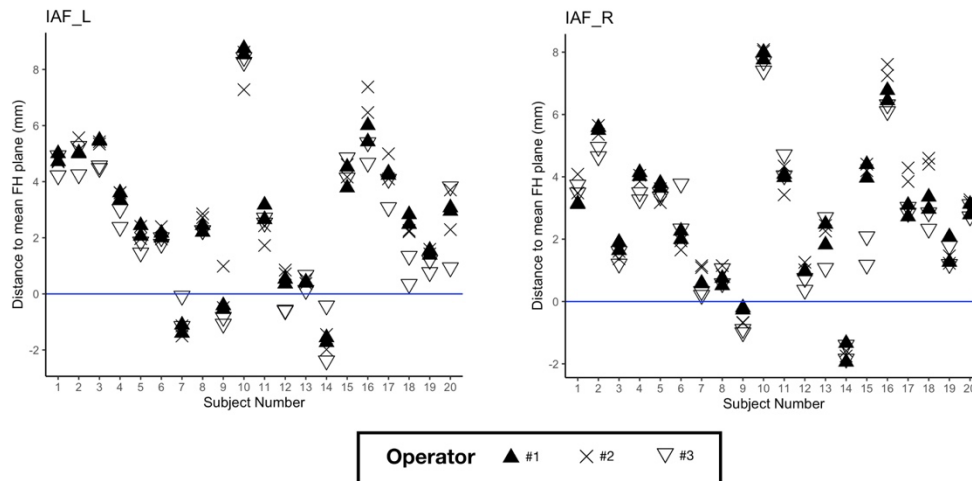 IAF_L
Distance to mean FH plane (mm)
8
6
4
2
0
-2
1 2 3 4 5 6 7 8 9 10 11 12 13 14 15 16 17 18 19 20
Subject Number
IAF_R
Distance to mean FH plane (mm)
8
6
4
2
0
-2
1 2 3 4 5 6 7 8 9 10 11 12 13 14 15 16 17 18 19 20
Subject Number
Operator #1 #2 #3